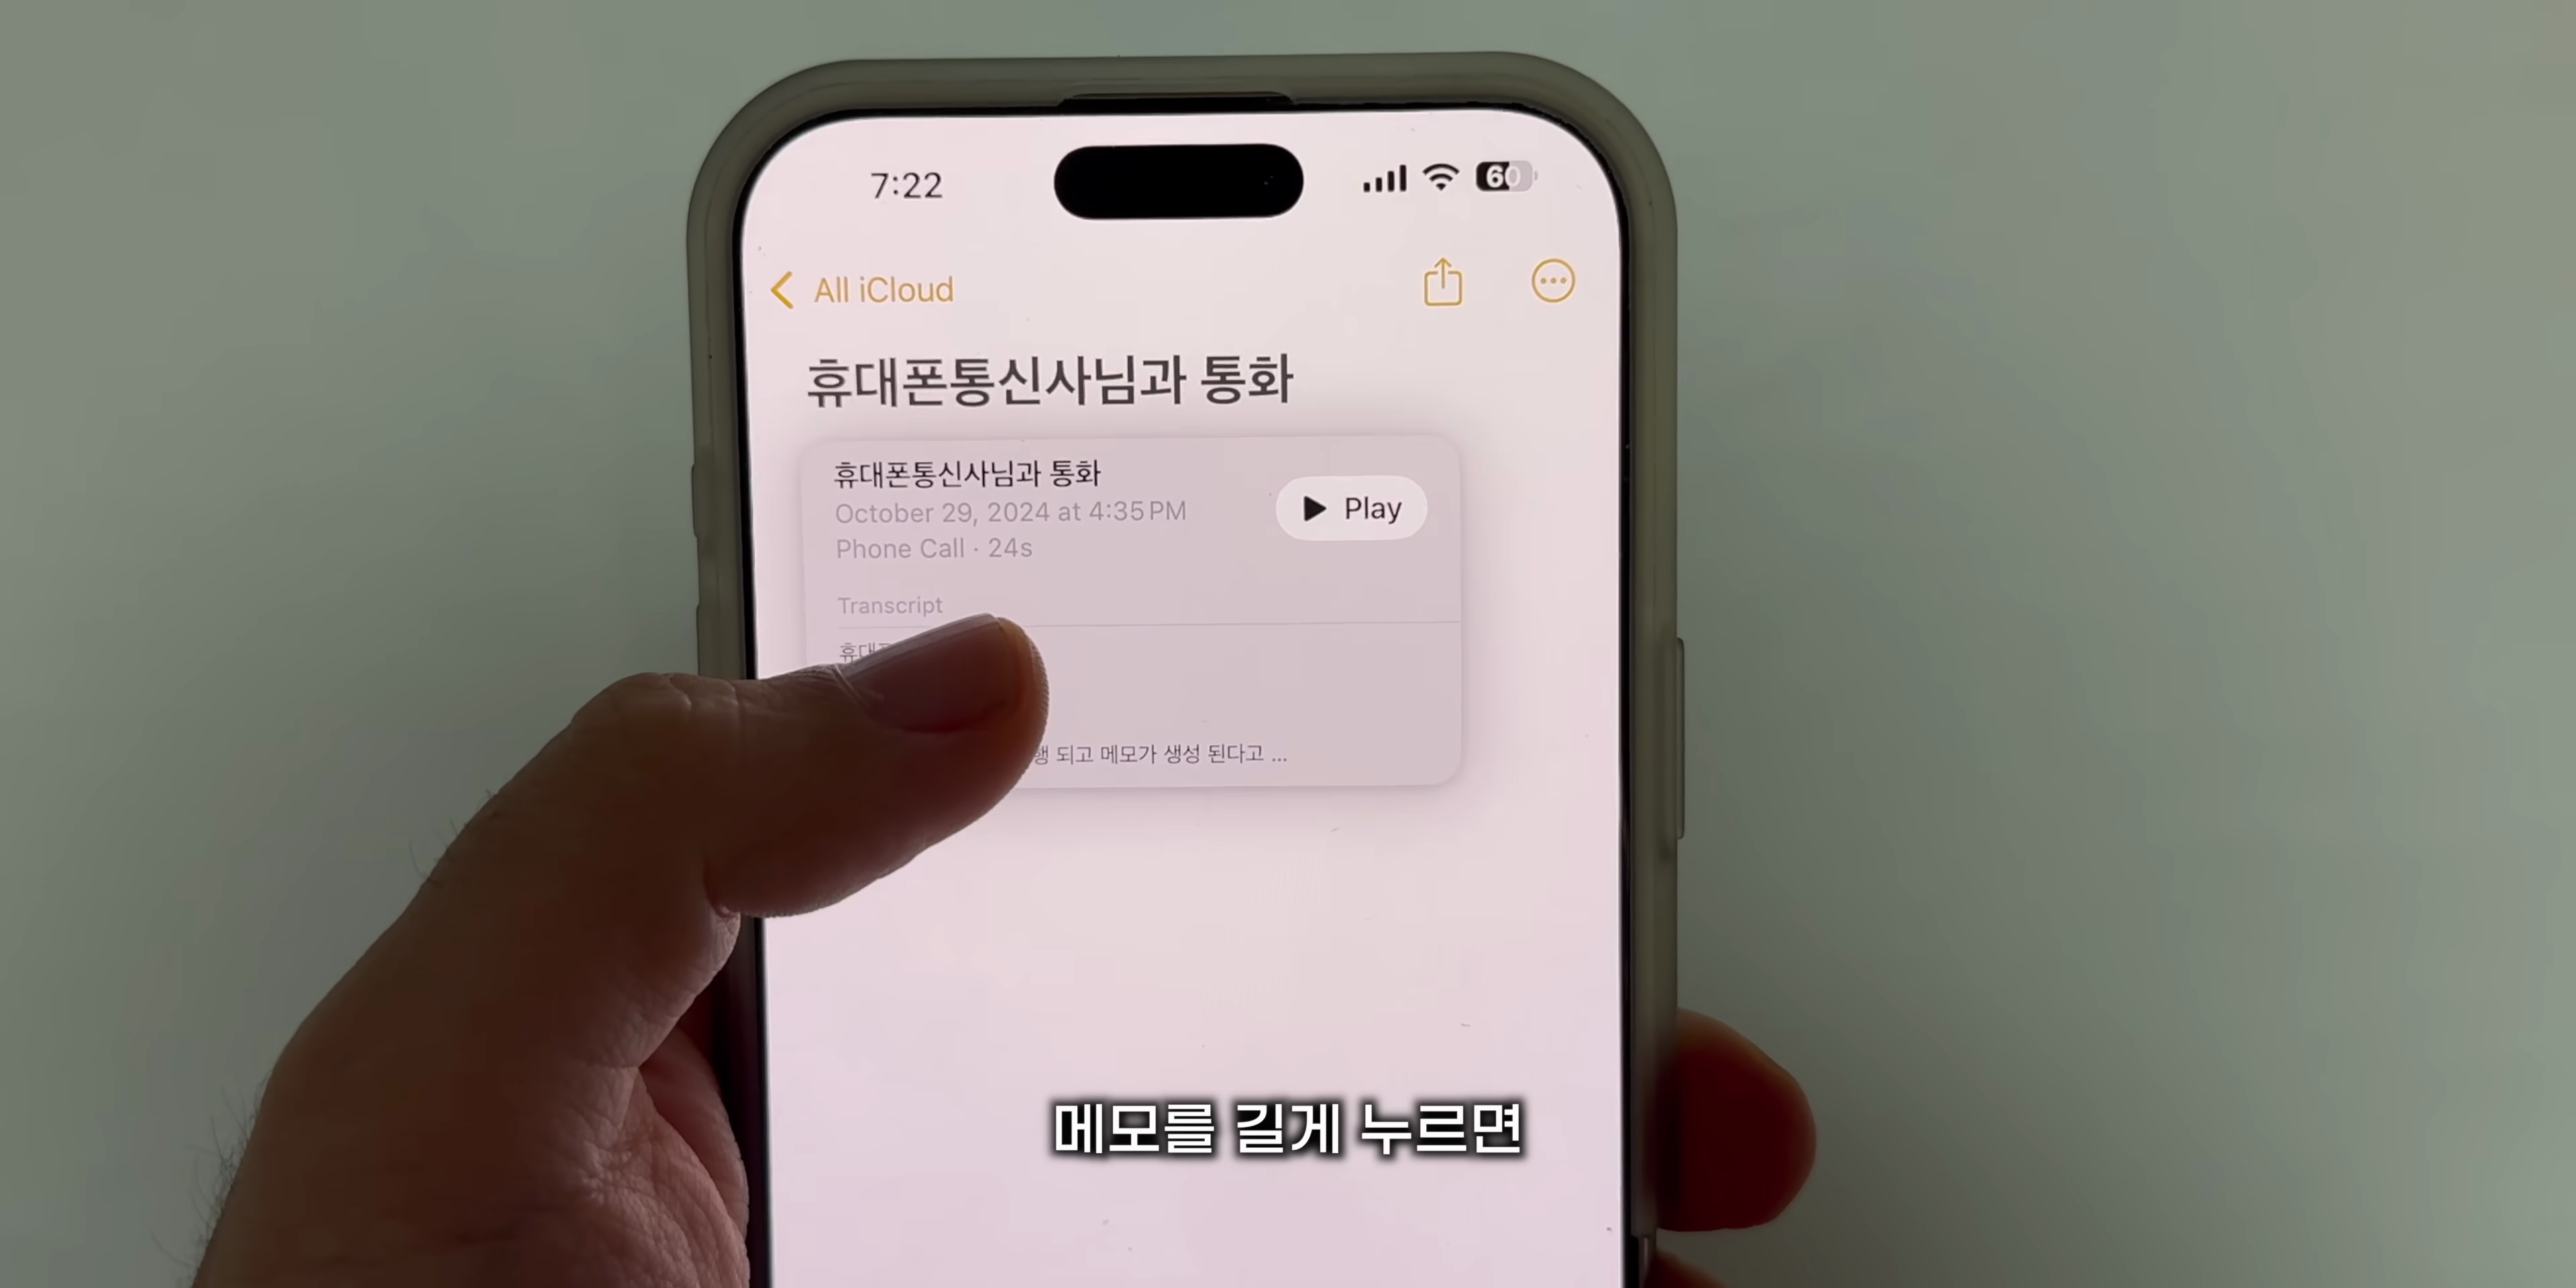 7:22
60
All iCloud
휴대폰통신사님과 통화
휴대폰통신사님과 통화
October 29, 2024 at 4:35 PM
Phone Call · 24s
Play
Transcript
되고 메모가 생성 된다고 ...
메모를 길게 누르면